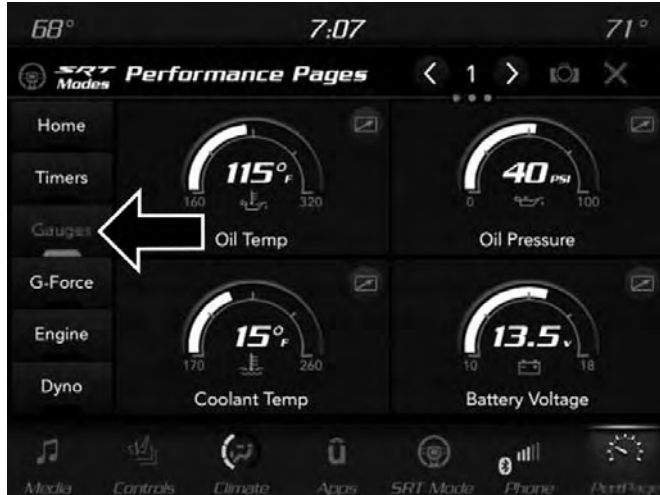 68° 7:07 71°
SRT Modes Performance Pages 1
Home
Timers
Gauges
G-Force
Engine
Dyno
115°F
160 320
Oil Temp
40 PSI
0 100
Oil Pressure
15°F
170 260
Coolant Temp
13.5 v
10 18
Battery Voltage
Media Controls Climate Apps SRT Mode Phone PerfPages